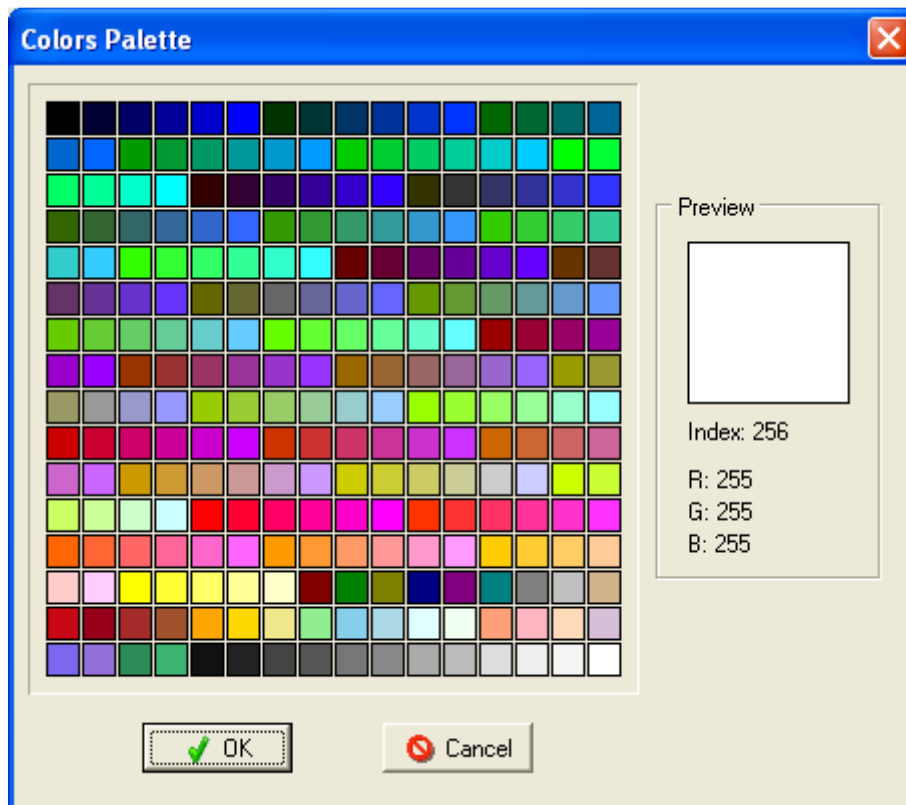 Colors Palette
Preview
Index: 256
R: 255
G: 255
B: 255
OK
Cancel